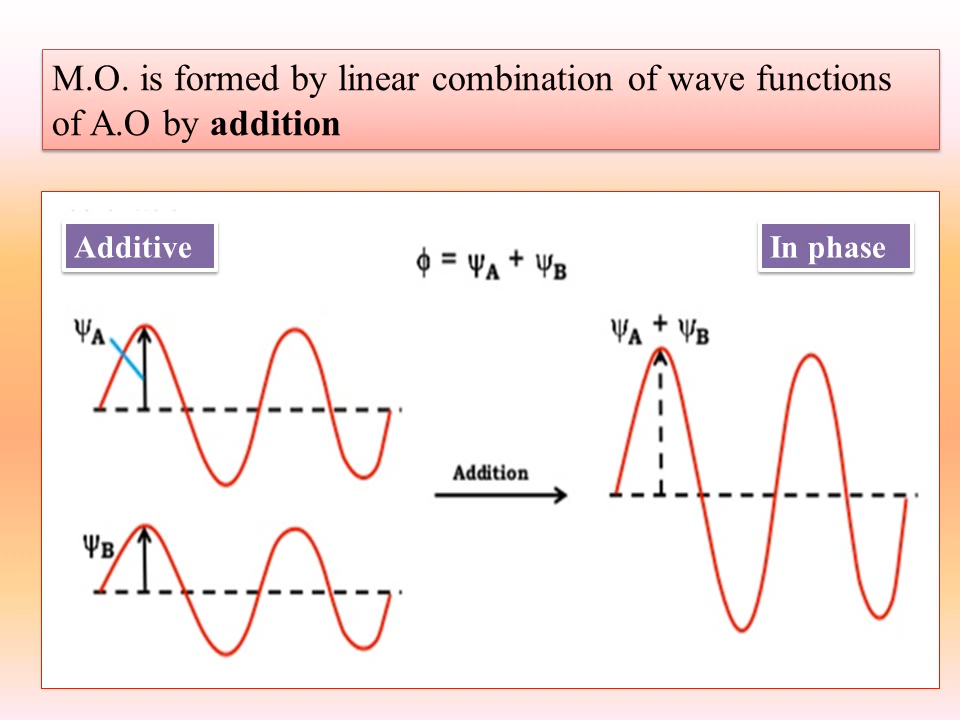 M.O. is formed by linear combination of wave functions
of A.O by addition
Additive
ϕ = ψA + ψB
In phase
ψA
ψA + ψB
Addition
ψB